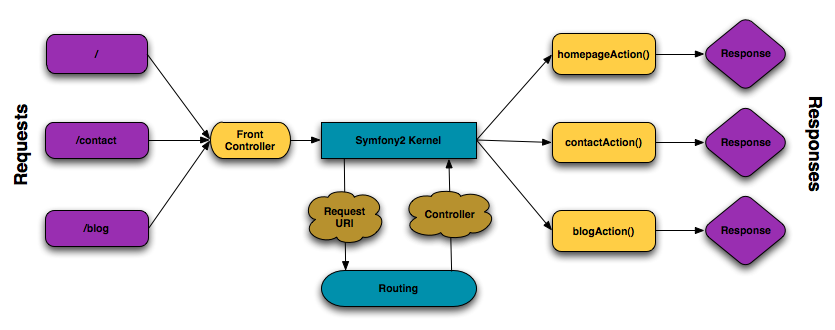 Requests
/
/contact
/blog
Front
Controller
Symfony2 Kernel
Request
URI
Controller
Routing
homepageAction()
contactAction()
blogAction()
Response
Response
Response
Responses